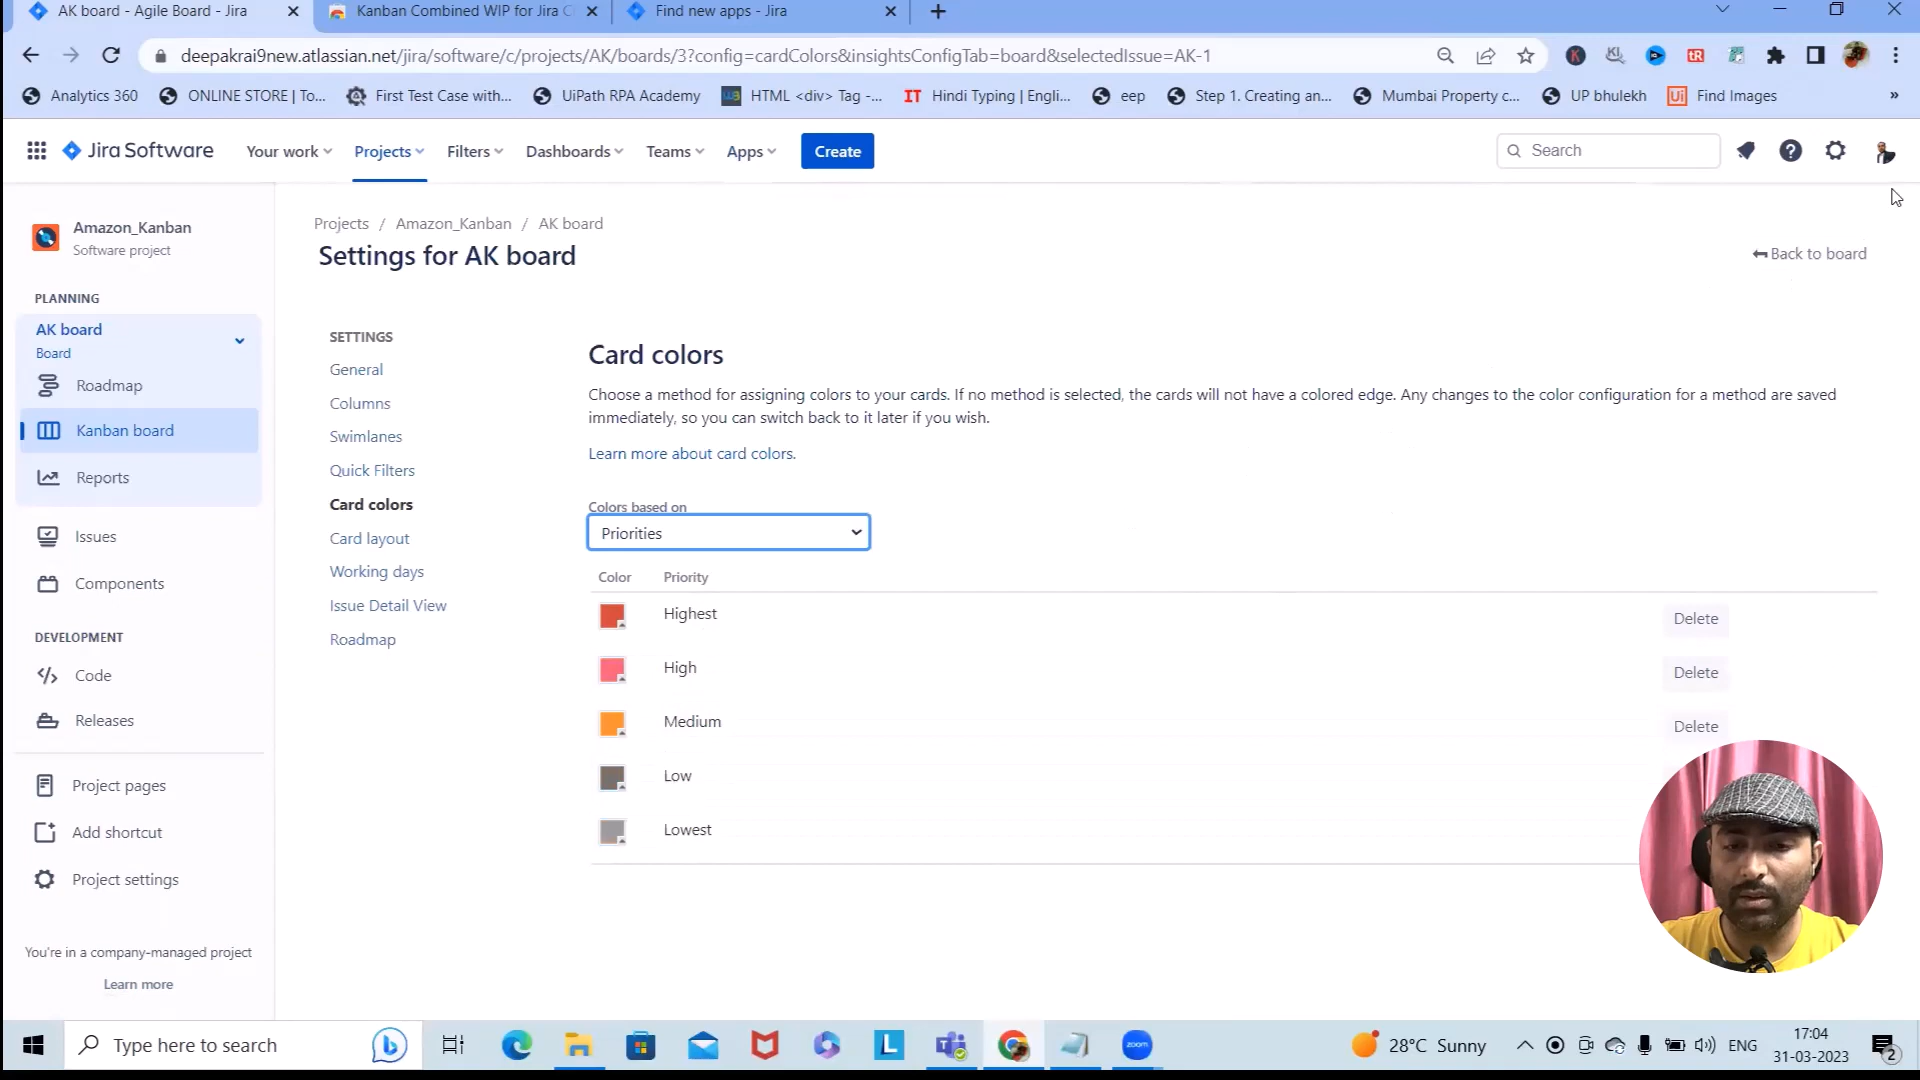 AK board - Agile Board - Jira
Kanban Combined WIP for Jira C
Find new apps - Jira
deepakrai9new.atlassian.net/jira/software/c/projects/AK/boards/3?config=cardColors&insightsConfigTab=board&selectedIssue=AK-1
Analytics 360
ONLINE STORE | To...
First Test Case with...
UiPath RPA Academy
HTML <div> Tag -...
IT Hindi Typing | Engli...
eep
Step 1. Creating an...
Mumbai Property c...
UP bhulekh
Ui Find Images
»
Jira Software
Your work
Projects
Filters
Dashboards
Teams
Apps
Create
Search
Amazon_Kanban
Software project
PLANNING
AK board
Board
Roadmap
Kanban board
Reports
Issues
Components
DEVELOPMENT
Code
Releases
Project pages
Add shortcut
Project settings
You're in a company-managed project
Learn more
Projects / Amazon_Kanban / AK board
Settings for AK board
Back to board
SETTINGS
General
Columns
Swimlanes
Quick Filters
Card colors
Card layout
Working days
Issue Detail View
Roadmap
Card colors
Choose a method for assigning colors to your cards. If no method is selected, the cards will not have a colored edge. Any changes to the color configuration for a method are saved
immediately, so you can switch back to it later if you wish.
Learn more about card colors.
Colors based on
Priorities
Color Priority
Highest Delete
High Delete
Medium Delete
Low
Lowest
Type here to search
L
zoom
28°C Sunny
ENG
17:04
31-03-2023
2